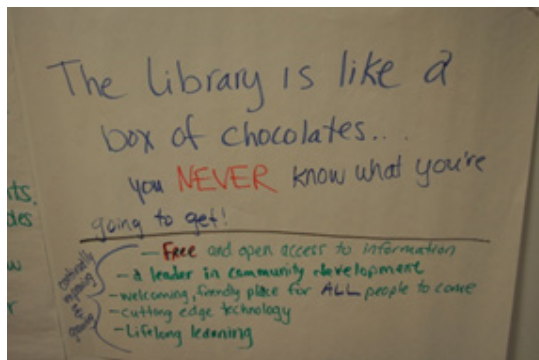 The Library is like a
box of chocolates...
you NEVER know what you're
going to get!
- Free and open access to information
- a leader in community development
- welcoming, friendly place for ALL people to come
- cutting edge technology
- Lifelong learning
continually